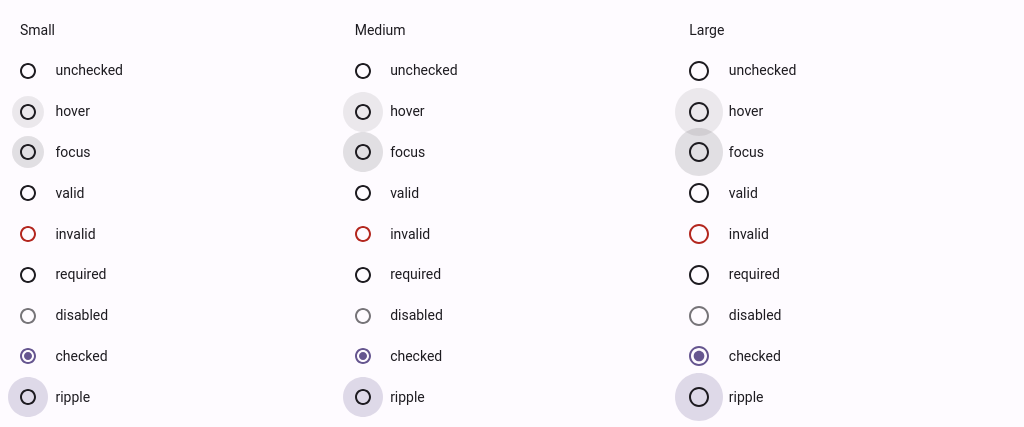 Small
unchecked
hover
focus
valid
invalid
required
disabled
checked
ripple
Medium
unchecked
hover
focus
valid
invalid
required
disabled
checked
ripple
Large
unchecked
hover
focus
valid
invalid
required
disabled
checked
ripple